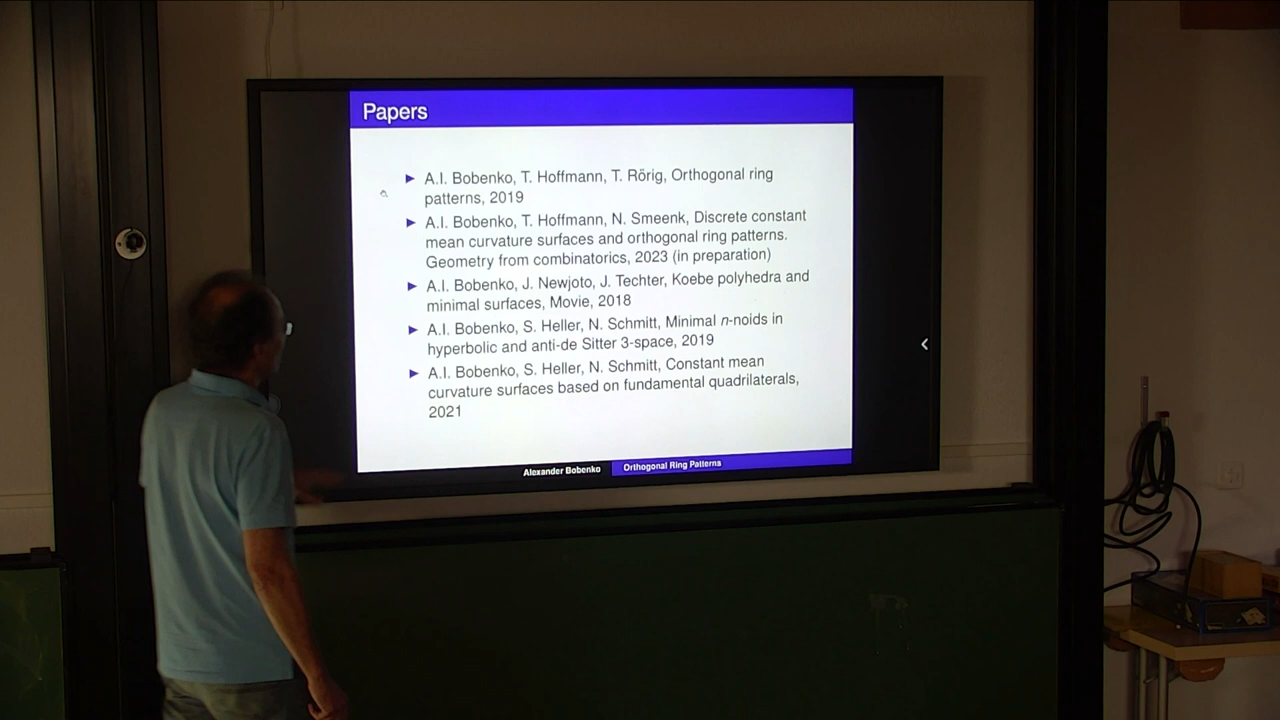 Papers
A.I. Bobenko, T. Hoffmann, T. Rörig, Orthogonal ring
patterns, 2019
A.I. Bobenko, T. Hoffmann, N. Smeenk, Discrete constant
mean curvature surfaces and orthogonal ring patterns.
Geometry from combinatorics, 2023 (in preparation)
A.I. Bobenko, J. Newjoto, J. Techter, Koebe polyhedra and
minimal surfaces, Movie, 2018
A.I. Bobenko, S. Heller, N. Schmitt, Minimal n-noids in
hyperbolic and anti-de Sitter 3-space, 2019
A.I. Bobenko, S. Heller, N. Schmitt, Constant mean
curvature surfaces based on fundamental quadrilaterals,
2021
Alexander Bobenko Orthogonal Ring Patterns